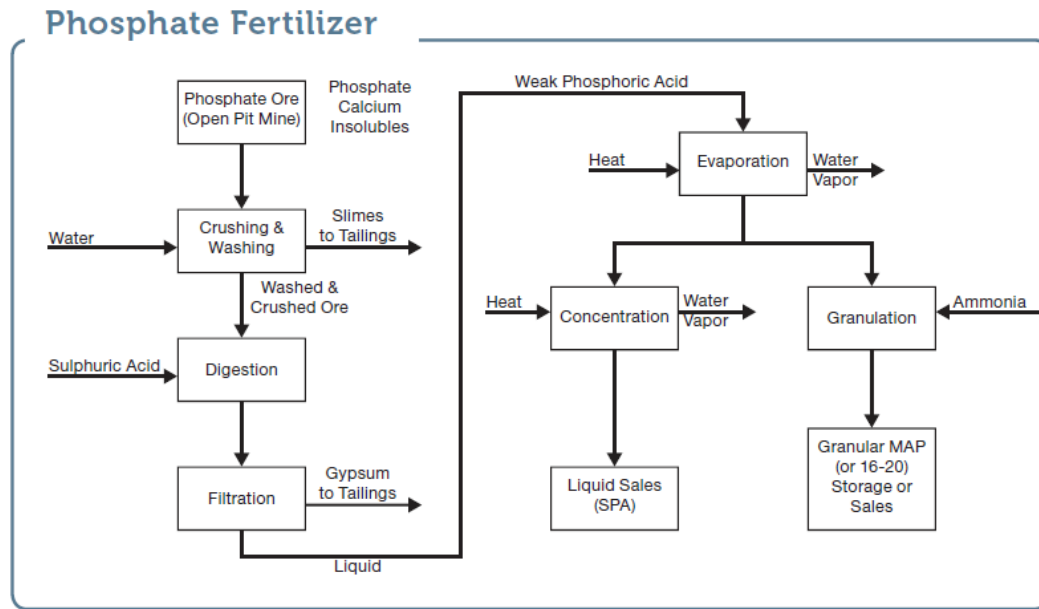 Phosphate Fertilizer
Phosphate Ore
(Open Pit Mine)
Phosphate
Calcium
Insolubles
Water
Crushing &
Washing
Slimes
to Tailings
Washed &
Crushed Ore
Sulphuric Acid
Digestion
Filtration
Gypsum
to Tailings
Liquid
Weak Phosphoric Acid
Heat
Evaporation
Water
Vapor
Heat
Concentration
Water
Vapor
Granulation
Ammonia
Liquid Sales
(SPA)
Granular MAP
(or 16-20)
Storage or
Sales